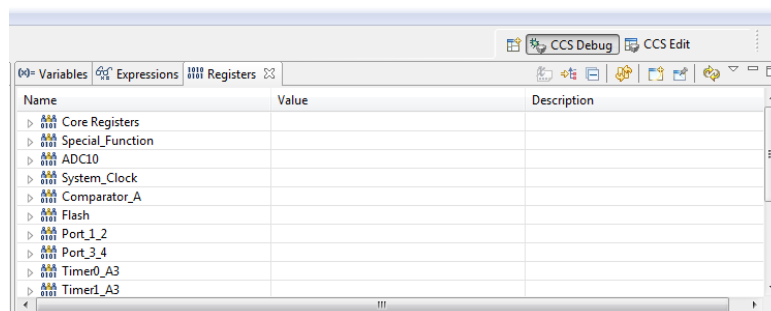 CCS Debug CCS Edit
(x)= Variables Expressions Registers
Name Value Description
Core Registers
Special_Function
ADC10
System_Clock
Comparator_A
Flash
Port_1_2
Port_3_4
Timer0_A3
Timer1_A3